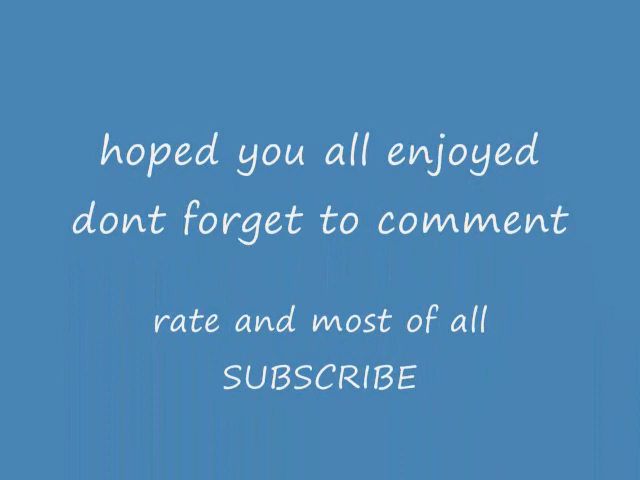 hoped you all enjoyed
dont forget to comment
rate and most of all
SUBSCRIBE